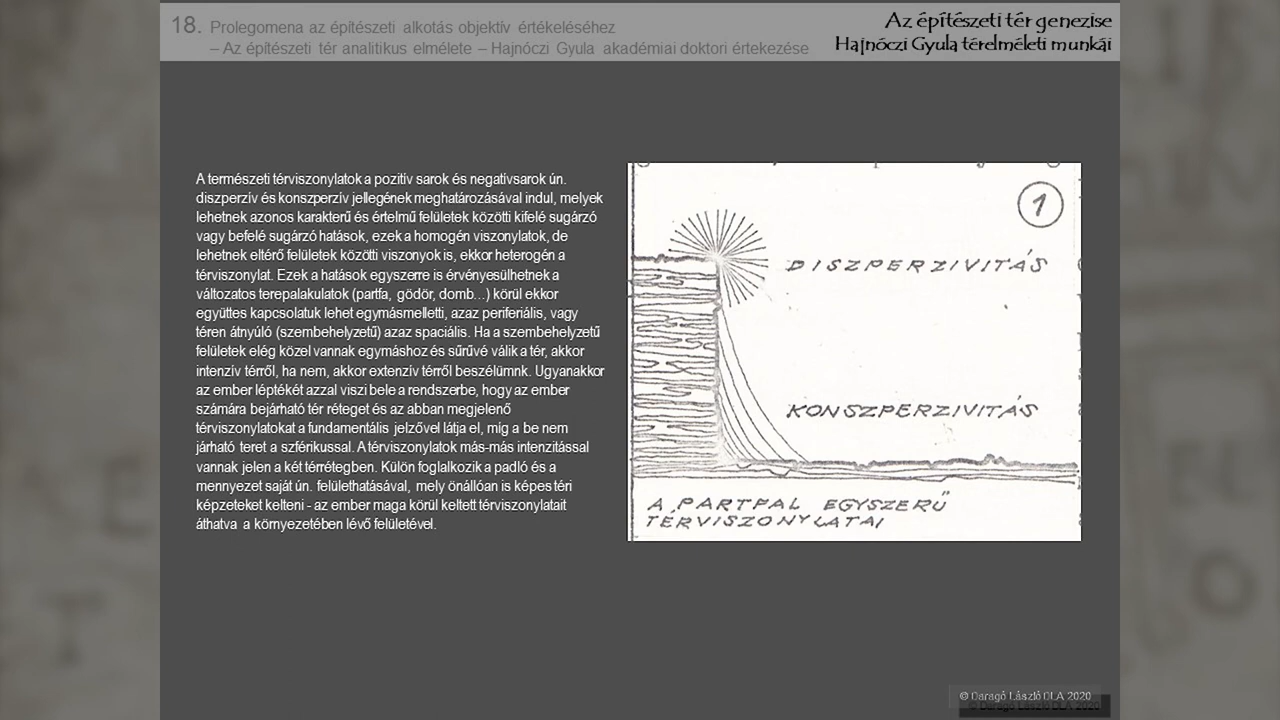 18. Prolegomena az építészeti alkotás objektív értékeléséhez
– Az építészeti tér analitikus elmélete – Hajnóczi Gyula akadémiai doktori értekezése
Az építészeti tér genezise
Hajnóczi Gyula térelméleti munkái
A természeti térviszonylatok a pozitív sarok és negatívsarok ún.
diszperzív és konszperzív jellegének meghatározásával indul, melyek
lehetnek azonos karakterű és értelmű felületek közötti kifelé sugárzó
vagy befelé sugárzó hatások, ezek a homogén viszonylatok, de
lehetnek eltérő felületek közötti viszonyok is, ekkor heterogén a
térviszonylat. Ezek a hatások egyszerre is érvényesülhetnek a
változatos terepalakulatok (partfa, gödör, domb...) körül ekkor
együttes kapcsolatuk lehet egymásmelletti, azaz periferiális, vagy
téren átnyúló (szembehelyzetű) azaz spaciális. Ha a szembehelyzetű
felületek elég közel vannak egymáshoz és sűrűvé válik a tér, akkor
intenzív térről, ha nem, akkor extenzív térről beszélümnk. Ugyanakkor
az ember léptékét azzal viszi bele a rendszerbe, hogy az ember
számára bejárható tér réteget és az abban megjelenő
térviszonylatokat a fundamentális jelzővel látja el, míg a be nem
járható teret a szférikussal. A térviszonylatok más-más intenzitással
vannak jelen a két térrétegben. Külön foglalkozik a padló és a
mennyezet saját ún. felülethatásával, mely önállóan is képes téri
képzeteket kelteni - az ember maga körül keltett térviszonylatait
áthatva a környezetében lévő felületével.
1
DISZPERZIVITÁS
KONSZPERZIVITÁS
A PARTFAL EGYSZERŰ
TÉRVISZONYLATAI
© Daragó László DLA 2020